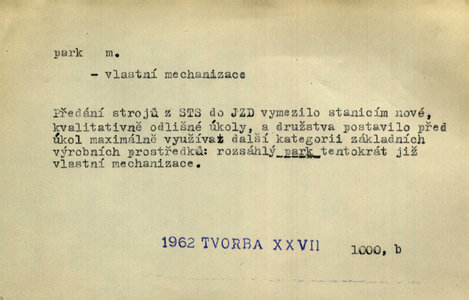 park m.
- vlastní mechanizace
Předání strojů z STS do JZD vymezilo stanicím nové,
kvalitativně odlišné úkoly, a družstva postavilo před
úkol maximálně využívat další kategorii základních
výrobních prostředků: rozsáhlý park tentokrát již
vlastní mechanizace.
1962 TVORBA XXVII 1000, b